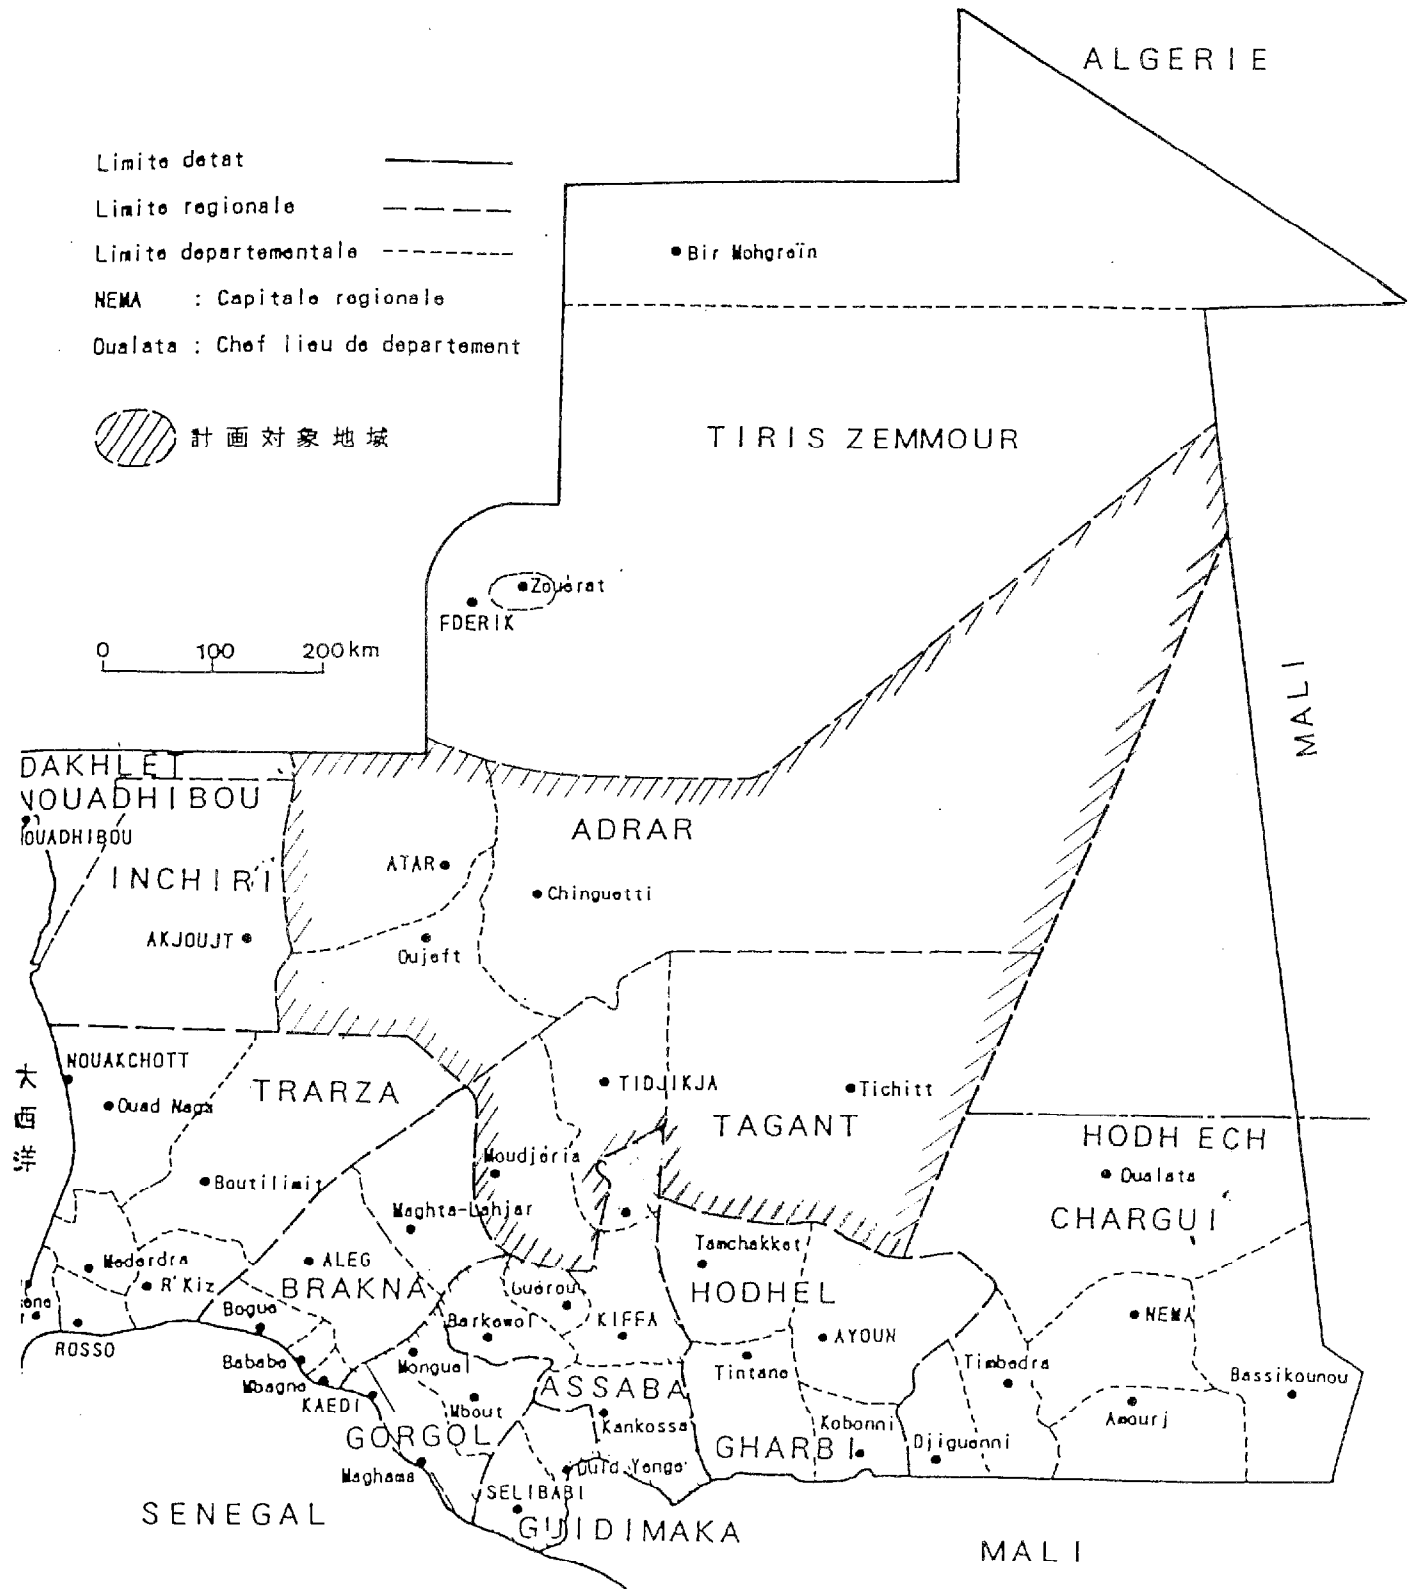 ALGERIE
Limite detat
Limite regionale
Limite departementale
NEMA : Capitale regionale
Oualata : Chef lieu de departement
計画対象地域
Bir Mohgreïn
TIRIS ZEMMOUR
Zouérat
FDERIK
0 100 200km
MALI
DAKHLET
NOUADHIBOU
OUADHIBOU
ADRAR
ATAR
INCHIRI
Chinguetti
AKJOUJT
Oujeft
大西洋
NOUAKCHOTT
TIDJIKJA
Tichitt
TRARZA
Ouad Naga
TAGANT
HODH ECH
Moudjéria
Oualata
Boutilimit
Maghta-Lahjar
CHARGUI
Tamchakket
Mederdra
ALEG
R'Kiz
BRAKNA
Guérou
HODHEL
Bogue
Barkewol
KIFFA
AYOUN
NEMA
ROSSO
Bababe
Mongual
Tintane
Timbedra
Bassikounou
Mbagne
ASSABA
KAEDI
Mbout
Kankossa
Kobonni
Amourj
GORGOL
GHARBI
Djiguenni
Maghama
Ould Yenge
SELIBABI
SENEGAL
GUIDIMAKA
MALI